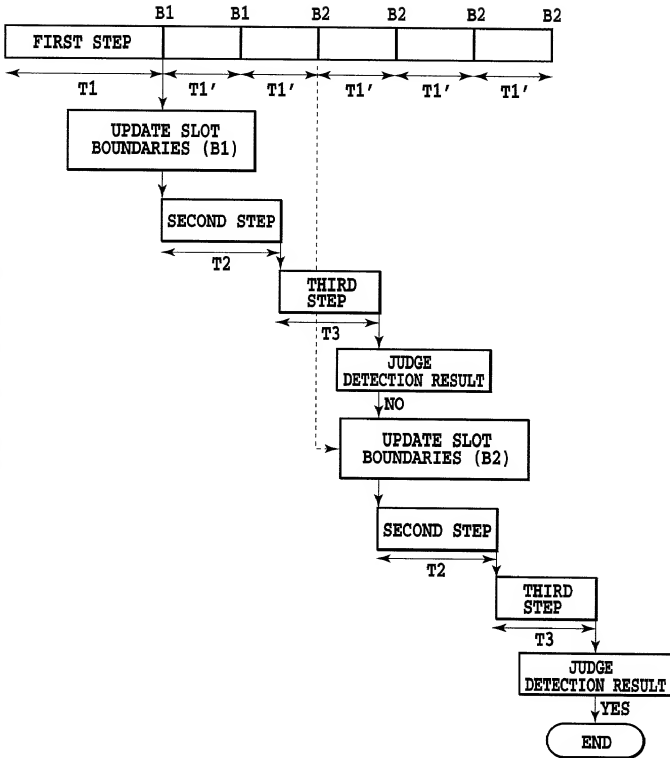 B1 B1 B2 B2 B2 B2
FIRST STEP
T1 T1' T1' T1' T1' T1'
UPDATE SLOT
BOUNDARIES (B1)
SECOND STEP
T2
THIRD
STEP
T3
JUDGE
DETECTION RESULT
NO
UPDATE SLOT
BOUNDARIES (B2)
SECOND STEP
T2
THIRD
STEP
T3
JUDGE
DETECTION RESULT
YES
END